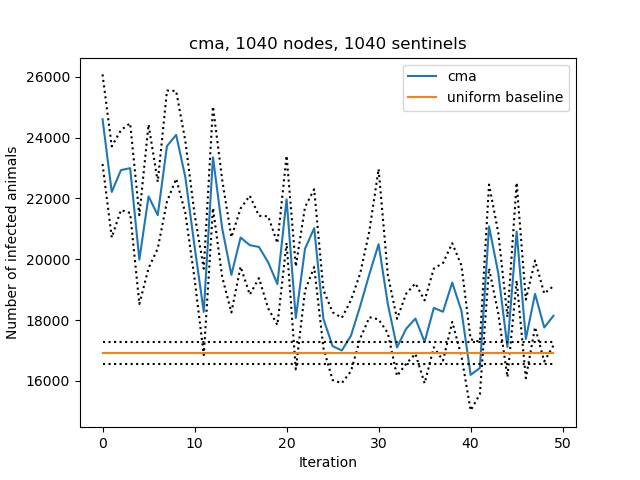 cma, 1040 nodes, 1040 sentinels
cma
uniform baseline
26000
24000
22000
20000
18000
16000
Number of infected animals
0
10
20
30
40
50
Iteration